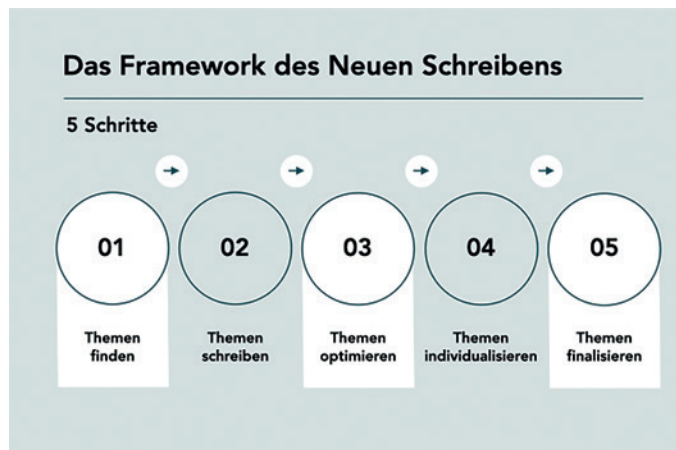 Das Framework des Neuen Schreibens
5 Schritte
01
02
03
04
05
Themen
finden
Themen
schreiben
Themen
optimieren
Themen
individualisieren
Themen
finalisieren